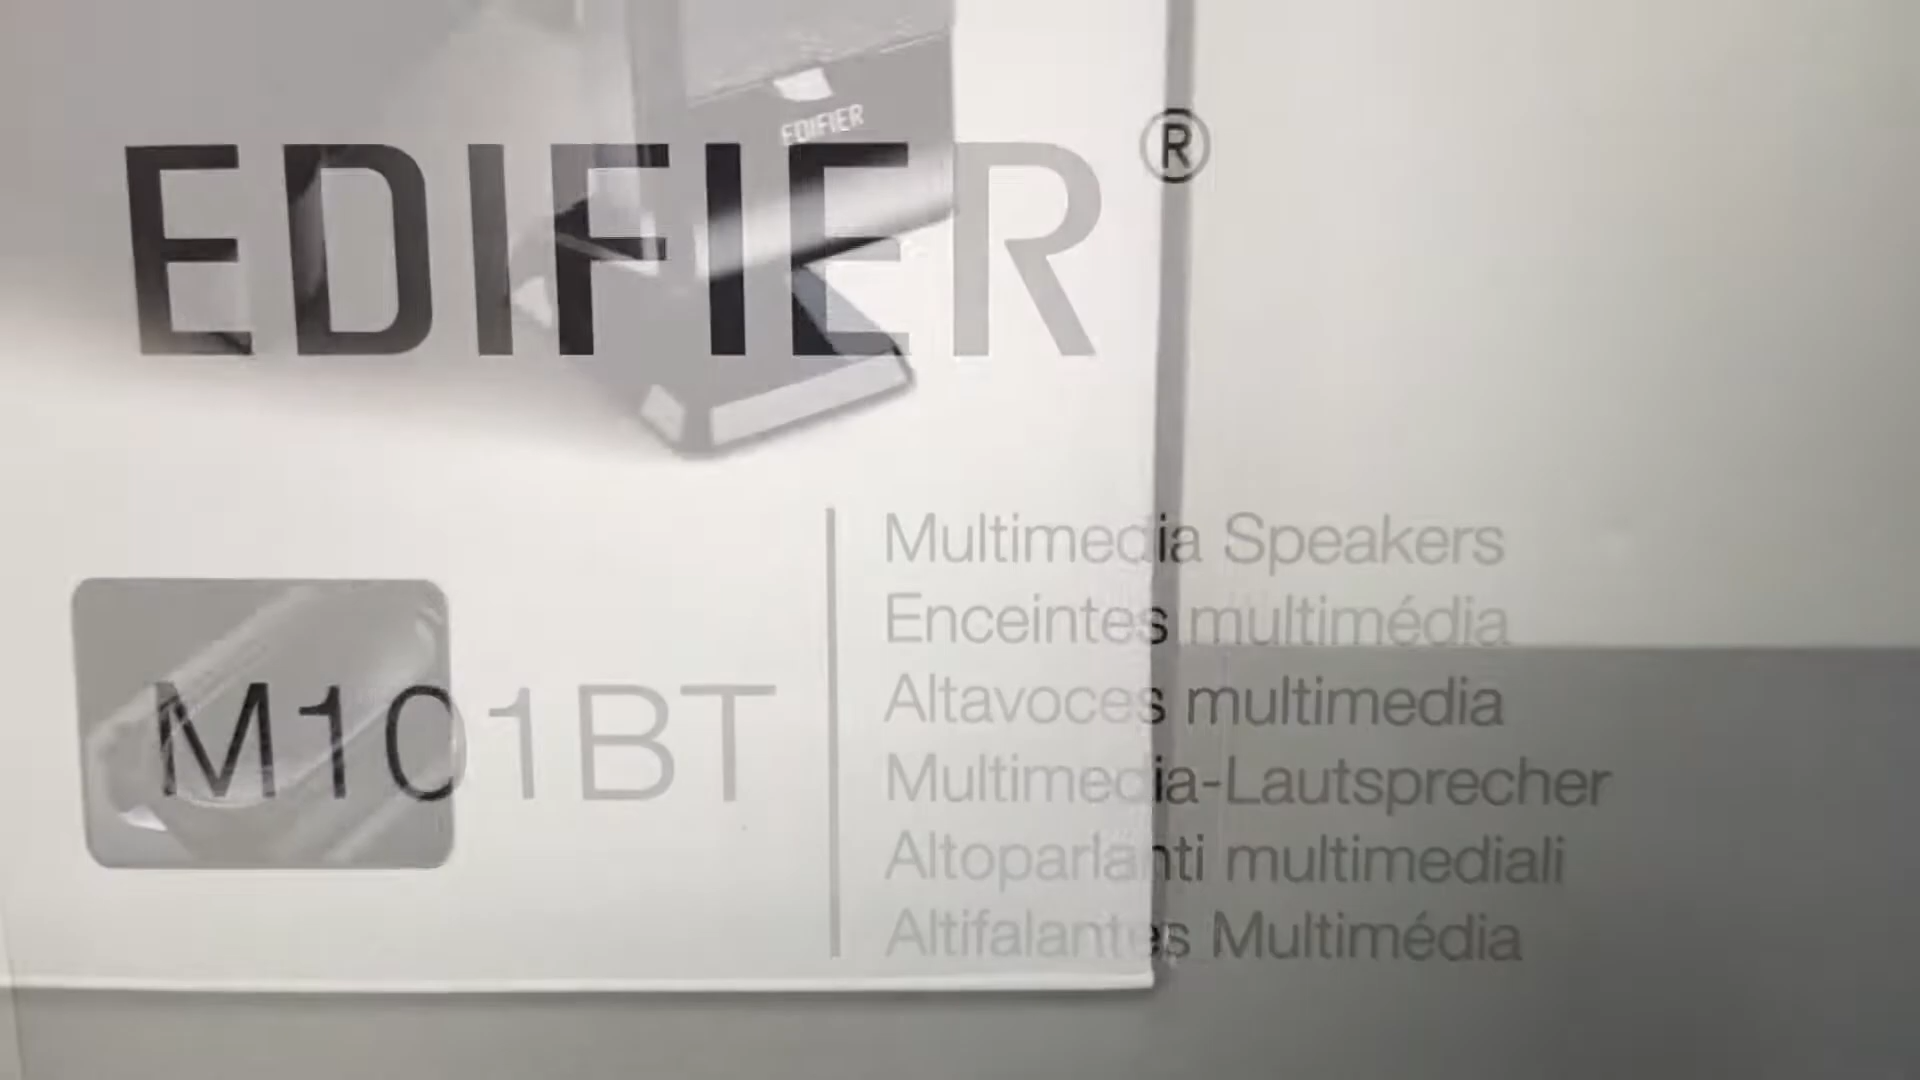 EDIFIER
EDIFIER®
M101BT
Multimedia Speakers
Enceintes multimédia
Altavoces multimedia
Multimedia-Lautsprecher
Altoparlanti multimediali
Altifalantes Multimédia